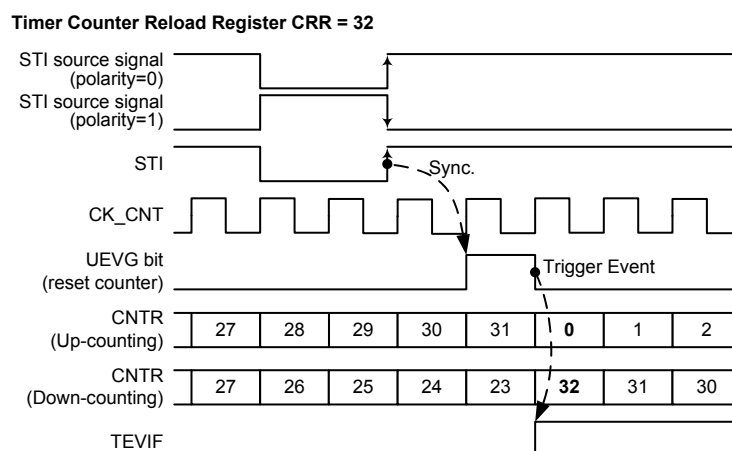 Timer Counter Reload Register CRR = 32
STI source signal
(polarity=0)
STI source signal
(polarity=1)
STI
Sync.
CK_CNT
UEVG bit
(reset counter)
Trigger Event
CNTR
(Up-counting)
27 28 29 30 31 0 1 2
CNTR
(Down-counting)
27 26 25 24 23 32 31 30
TEVIF